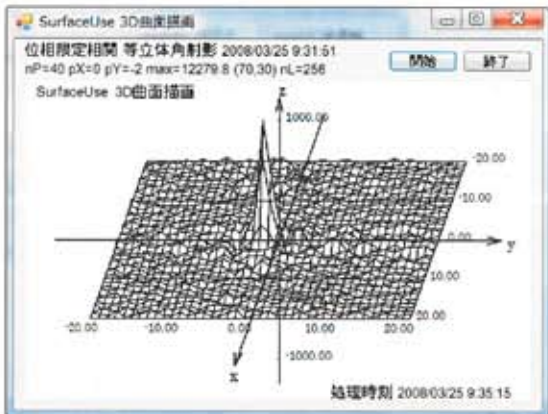 SurfaceUse 3D曲面描画
位相限定相関 等立体角射影 2008/03/25 9:31:51
nP=40 pX=0 pY=-2 max=12279.8 (70,30) nL=256
開始
終了
SurfaceUse 3D曲面描画
z
1000.00
-20.00
-10.00
0.00
y
10.00
20.00
-20.00
-10.00
0.00
10.00
20.00
-1000.00
x
処理時刻 2008/03/25 9:35:15